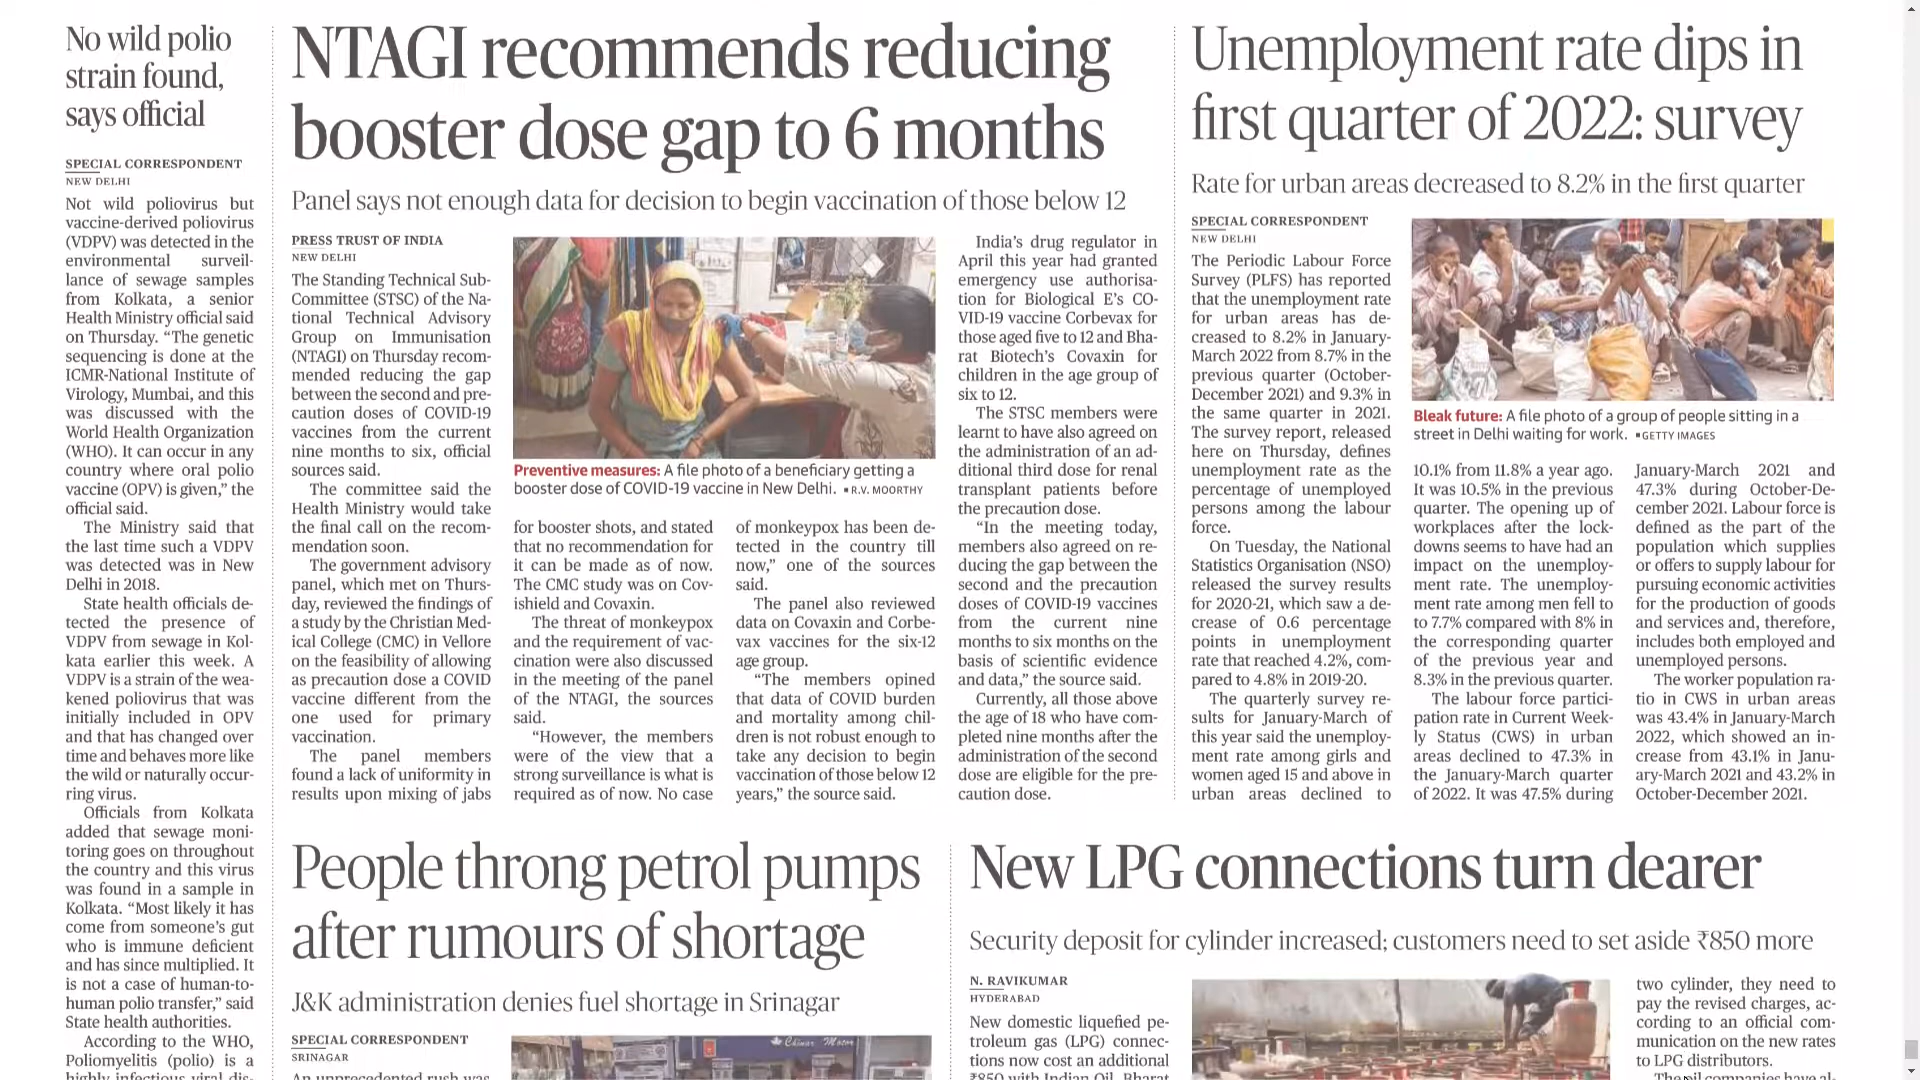 No wild polio
strain found,
says official
SPECIAL CORRESPONDENT
NEW DELHI
Not wild poliovirus but
vaccine-derived poliovirus
(VDPV) was detected in the
environmental surveil-
lance of sewage samples
from Kolkata, a senior
Health Ministry official said
on Thursday. “The genetic
sequencing is done at the
ICMR-National Institute of
Virology, Mumbai, and this
was discussed with the
World Health Organization
(WHO). It can occur in any
country where oral polio
vaccine (OPV) is given,” the
official said.
The Ministry said that
the last time such a VDPV
was detected was in New
Delhi in 2018.
State health officials de-
tected the presence of
VDPV from sewage in Kol-
kata earlier this week. A
VDPV is a strain of the wea-
kened poliovirus that was
initially included in OPV
and that has changed over
time and behaves more like
the wild or naturally occur-
ring virus.
Officials from Kolkata
added that sewage moni-
toring goes on throughout
the country and this virus
was found in a sample in
Kolkata. “Most likely it has
come from someone’s gut
who is immune deficient
and has since multiplied. It
is not a case of human-to-
human polio transfer,” said
State health authorities.
According to the WHO,
Poliomyelitis (polio) is a
highly infectious viral dis-
NTAGI recommends reducing
booster dose gap to 6 months
Panel says not enough data for decision to begin vaccination of those below 12
PRESS TRUST OF INDIA
NEW DELHI
The Standing Technical Sub-
Committee (STSC) of the Na-
tional Technical Advisory
Group on Immunisation
(NTAGI) on Thursday recom-
mended reducing the gap
between the second and pre-
caution doses of COVID-19
vaccines from the current
nine months to six, official
sources said.
The committee said the
Health Ministry would take
the final call on the recom-
mendation soon.
The government advisory
panel, which met on Thurs-
day, reviewed the findings of
a study by the Christian Med-
ical College (CMC) in Vellore
on the feasibility of allowing
as precaution dose a COVID
vaccine different from the
one used for primary
vaccination.
The panel members
found a lack of uniformity in
results upon mixing of jabs
Preventive measures: A file photo of a beneficiary getting a
booster dose of COVID-19 vaccine in New Delhi. ▪R.V. MOORTHY
for booster shots, and stated
that no recommendation for
it can be made as of now.
The CMC study was on Cov-
ishield and Covaxin.
The threat of monkeypox
and the requirement of vac-
cination were also discussed
in the meeting of the panel
of the NTAGI, the sources
said.
“However, the members
were of the view that a
strong surveillance is what is
required as of now. No case
of monkeypox has been de-
tected in the country till
now,” one of the sources
said.
The panel also reviewed
data on Covaxin and Corbe-
vax vaccines for the six-12
age group.
“The members opined
that data of COVID burden
and mortality among chil-
dren is not robust enough to
take any decision to begin
vaccination of those below 12
years,” the source said.
India’s drug regulator in
April this year had granted
emergency use authorisa-
tion for Biological E’s CO-
VID-19 vaccine Corbevax for
those aged five to 12 and Bha-
rat Biotech’s Covaxin for
children in the age group of
six to 12.
The STSC members were
learnt to have also agreed on
the administration of an ad-
ditional third dose for renal
transplant patients before
the precaution dose.
“In the meeting today,
members also agreed on re-
ducing the gap between the
second and the precaution
doses of COVID-19 vaccines
from the current nine
months to six months on the
basis of scientific evidence
and data,” the source said.
Currently, all those above
the age of 18 who have com-
pleted nine months after the
administration of the second
dose are eligible for the pre-
caution dose.
Unemployment rate dips in
first quarter of 2022: survey
Rate for urban areas decreased to 8.2% in the first quarter
SPECIAL CORRESPONDENT
NEW DELHI
The Periodic Labour Force
Survey (PLFS) has reported
that the unemployment rate
for urban areas has de-
creased to 8.2% in January-
March 2022 from 8.7% in the
previous quarter (October-
December 2021) and 9.3% in
the same quarter in 2021.
The survey report, released
here on Thursday, defines
unemployment rate as the
percentage of unemployed
persons among the labour
force.
On Tuesday, the National
Statistics Organisation (NSO)
released the survey results
for 2020-21, which saw a de-
crease of 0.6 percentage
points in unemployment
rate that reached 4.2%, com-
pared to 4.8% in 2019-20.
The quarterly survey re-
sults for January-March of
this year said the unemploy-
ment rate among girls and
women aged 15 and above in
urban areas declined to
Bleak future: A file photo of a group of people sitting in a
street in Delhi waiting for work. ▪GETTY IMAGES
10.1% from 11.8% a year ago.
It was 10.5% in the previous
quarter. The opening up of
workplaces after the lock-
downs seems to have had an
impact on the unemploy-
ment rate. The unemploy-
ment rate among men fell to
to 7.7% compared with 8% in
the corresponding quarter
of the previous year and
8.3% in the previous quarter.
The labour force partici-
pation rate in Current Week-
ly Status (CWS) in urban
areas declined to 47.3% in
the January-March quarter
of 2022. It was 47.5% during
January-March 2021 and
47.3% during October-De-
cember 2021. Labour force is
defined as the part of the
population which supplies
or offers to supply labour for
pursuing economic activities
for the production of goods
and services and, therefore,
includes both employed and
unemployed persons.
The worker population ra-
tio in CWS in urban areas
was 43.4% in January-March
2022, which showed an in-
crease from 43.1% in Janu-
ary-March 2021 and 43.2% in
October-December 2021.
People throng petrol pumps
after rumours of shortage
J&K administration denies fuel shortage in Srinagar
SPECIAL CORRESPONDENT
SRINAGAR
An unprecedented rush was
Chinar Motor
New LPG connections turn dearer
Security deposit for cylinder increased; customers need to set aside ₹850 more
N. RAVIKUMAR
HYDERABAD
New domestic liquefied pe-
troleum gas (LPG) connec-
tions now cost an additional
₹850 with Indian Oil, Bharat
two cylinder, they need to
pay the revised charges, ac-
cording to an official com-
munication on the new rates
to LPG distributors.
The oil companies have al-